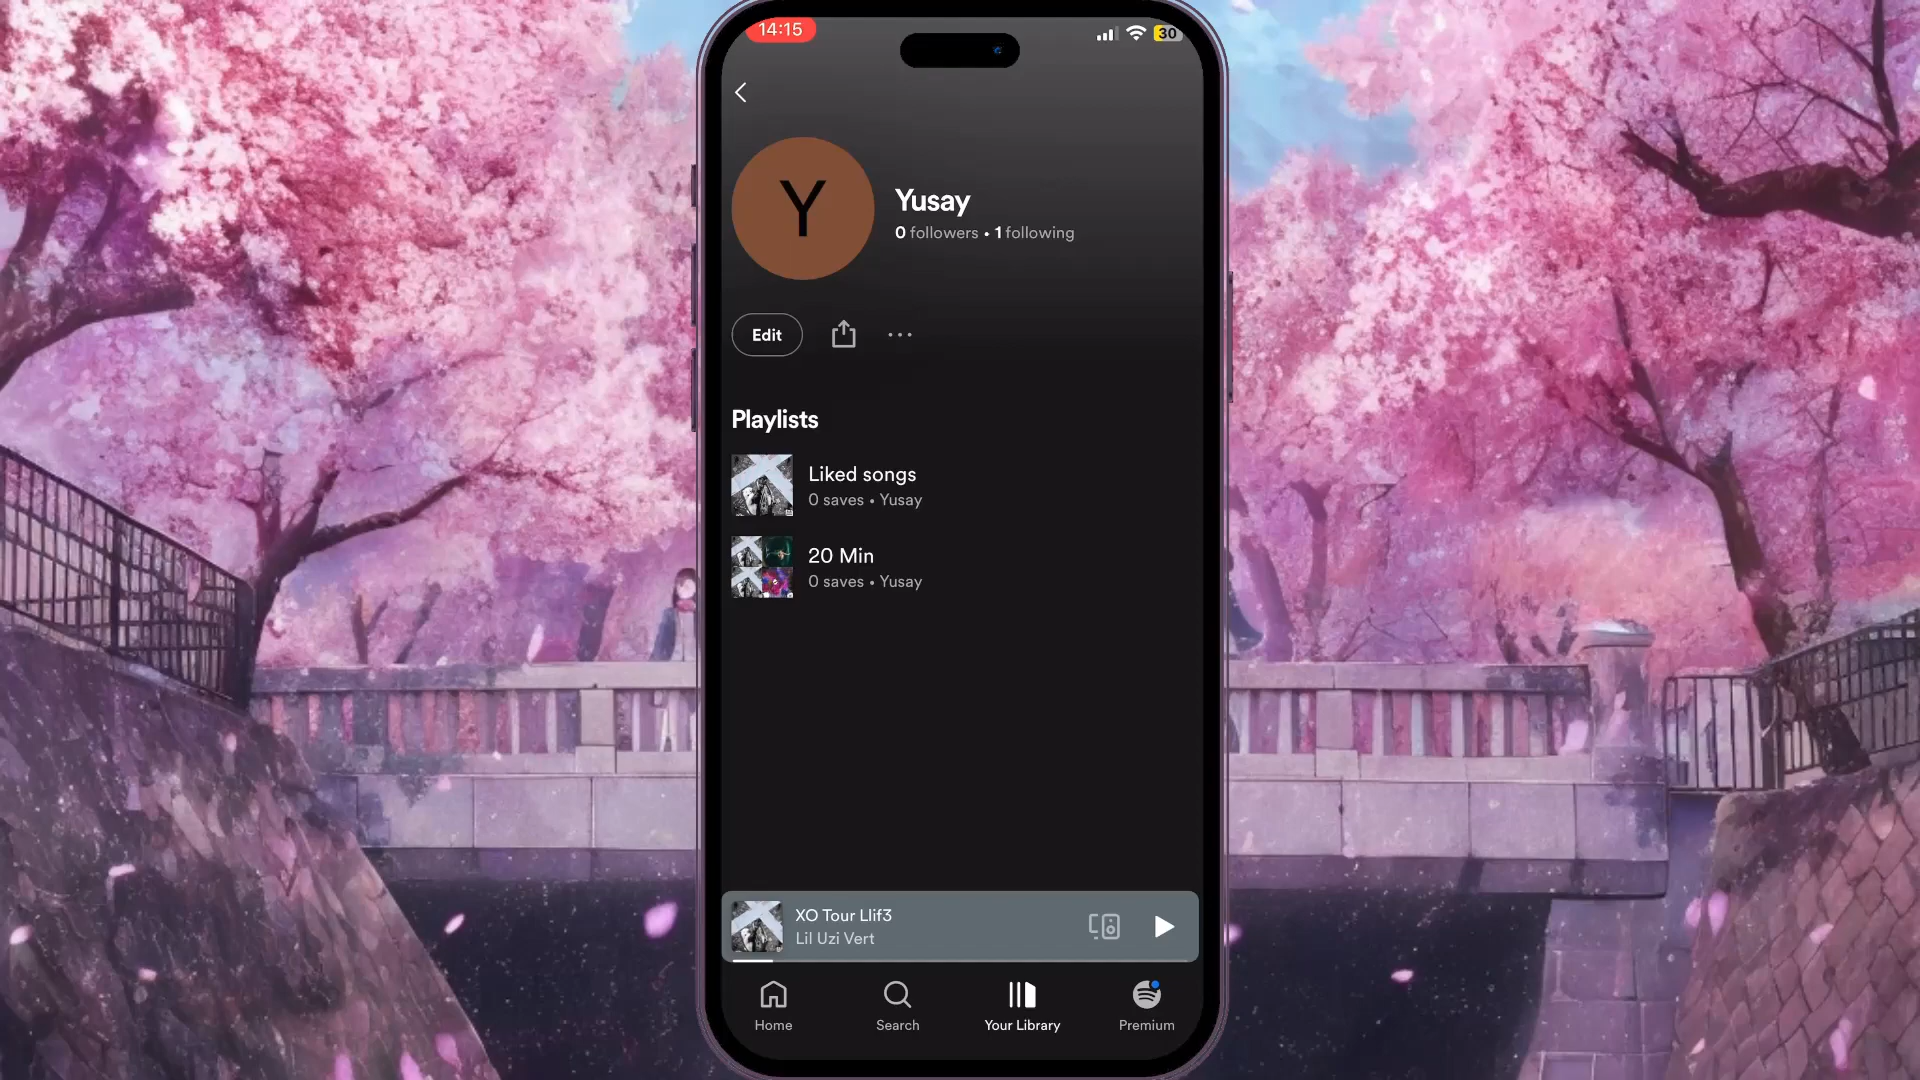 14:15
30
Y
Yusay
0 followers • 1 following
Edit
Playlists
Liked songs
0 saves • Yusay
20 Min
0 saves • Yusay
XO Tour Llif3
Lil Uzi Vert
Home
Search
Your Library
Premium